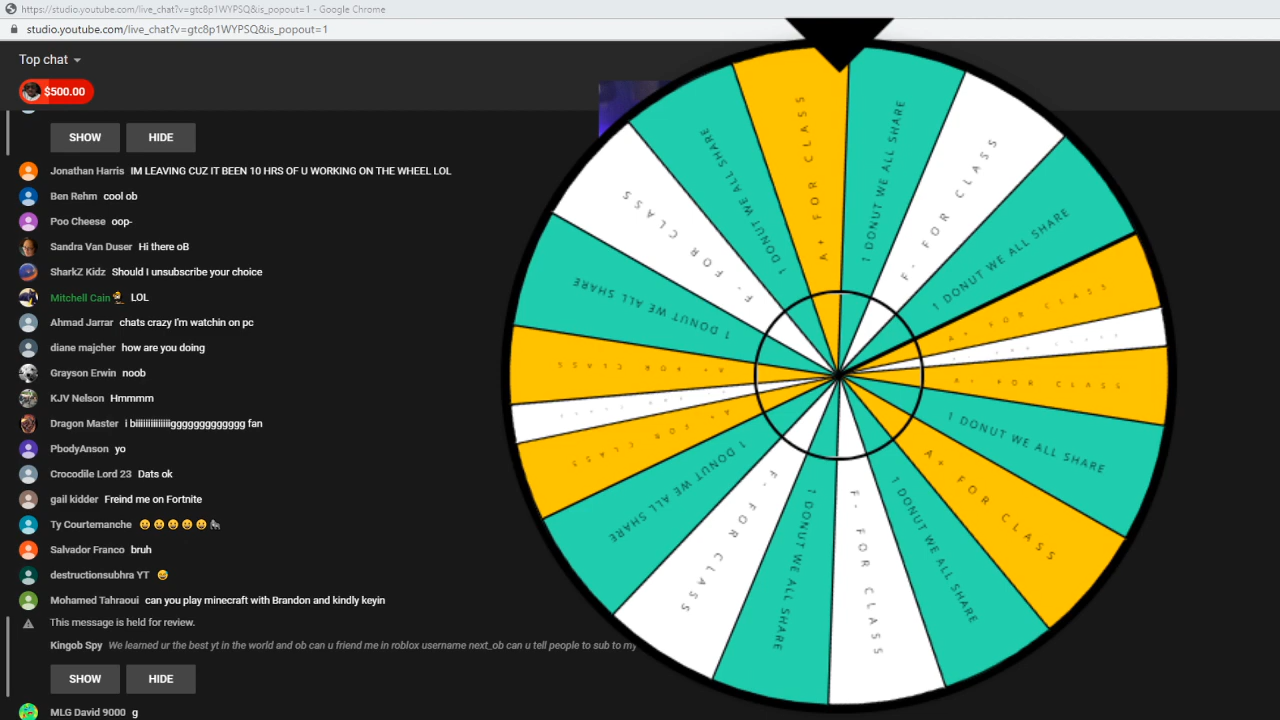 https://studio.youtube.com/live_chat?v=gtc8p1WYPSQ&is_popout=1 - Google Chrome
studio.youtube.com/live_chat?v=gtc8p1WYPSQ&is_popout=1
Top chat
$500.00
SHOW HIDE
Jonathan Harris IM LEAVING CUZ IT BEEN 10 HRS OF U WORKING ON THE WHEEL LOL
Ben Rehm cool ob
Poo Cheese oop-
Sandra Van Duser Hi there oB
SharkZ Kidz Should I unsubscribe your choice
Mitchell Cain LOL
Ahmad Jarrar chats crazy I'm watchin on pc
diane majcher how are you doing
Grayson Erwin noob
KJV Nelson Hmmmm
Dragon Master i biiiiiiiiiiiiigggggggggggg fan
PbodyAnson yo
Crocodile Lord 23 Dats ok
gail kidder Freind me on Fortnite
Ty Courtemanche 😀😀😀😀😀🦓
Salvador Franco bruh
destructionsubhra YT 😄
Mohamed Tahraoui can you play minecraft with Brandon and kindly keyin
This message is held for review.
Kingob Spy We learned ur the best yt in the world and ob can u friend me in roblox username next_ob can u tell people to sub to my
SHOW HIDE
MLG David 9000 g
A+ FOR CLASS
1 DONUT WE ALL SHARE
F- FOR CLASS
1 DONUT WE ALL SHARE
A+ FOR CLASS
A+ FOR CLASS
1 DONUT WE ALL SHARE
A+ FOR CLASS
1 DONUT WE ALL SHARE
F- FOR CLASS
1 DONUT WE ALL SHARE
F- FOR CLASS
1 DONUT WE ALL SHARE
A+ FOR CLASS
A+ FOR CLASS
1 DONUT WE ALL SHARE
F- FOR CLASS
1 DONUT WE ALL SHARE